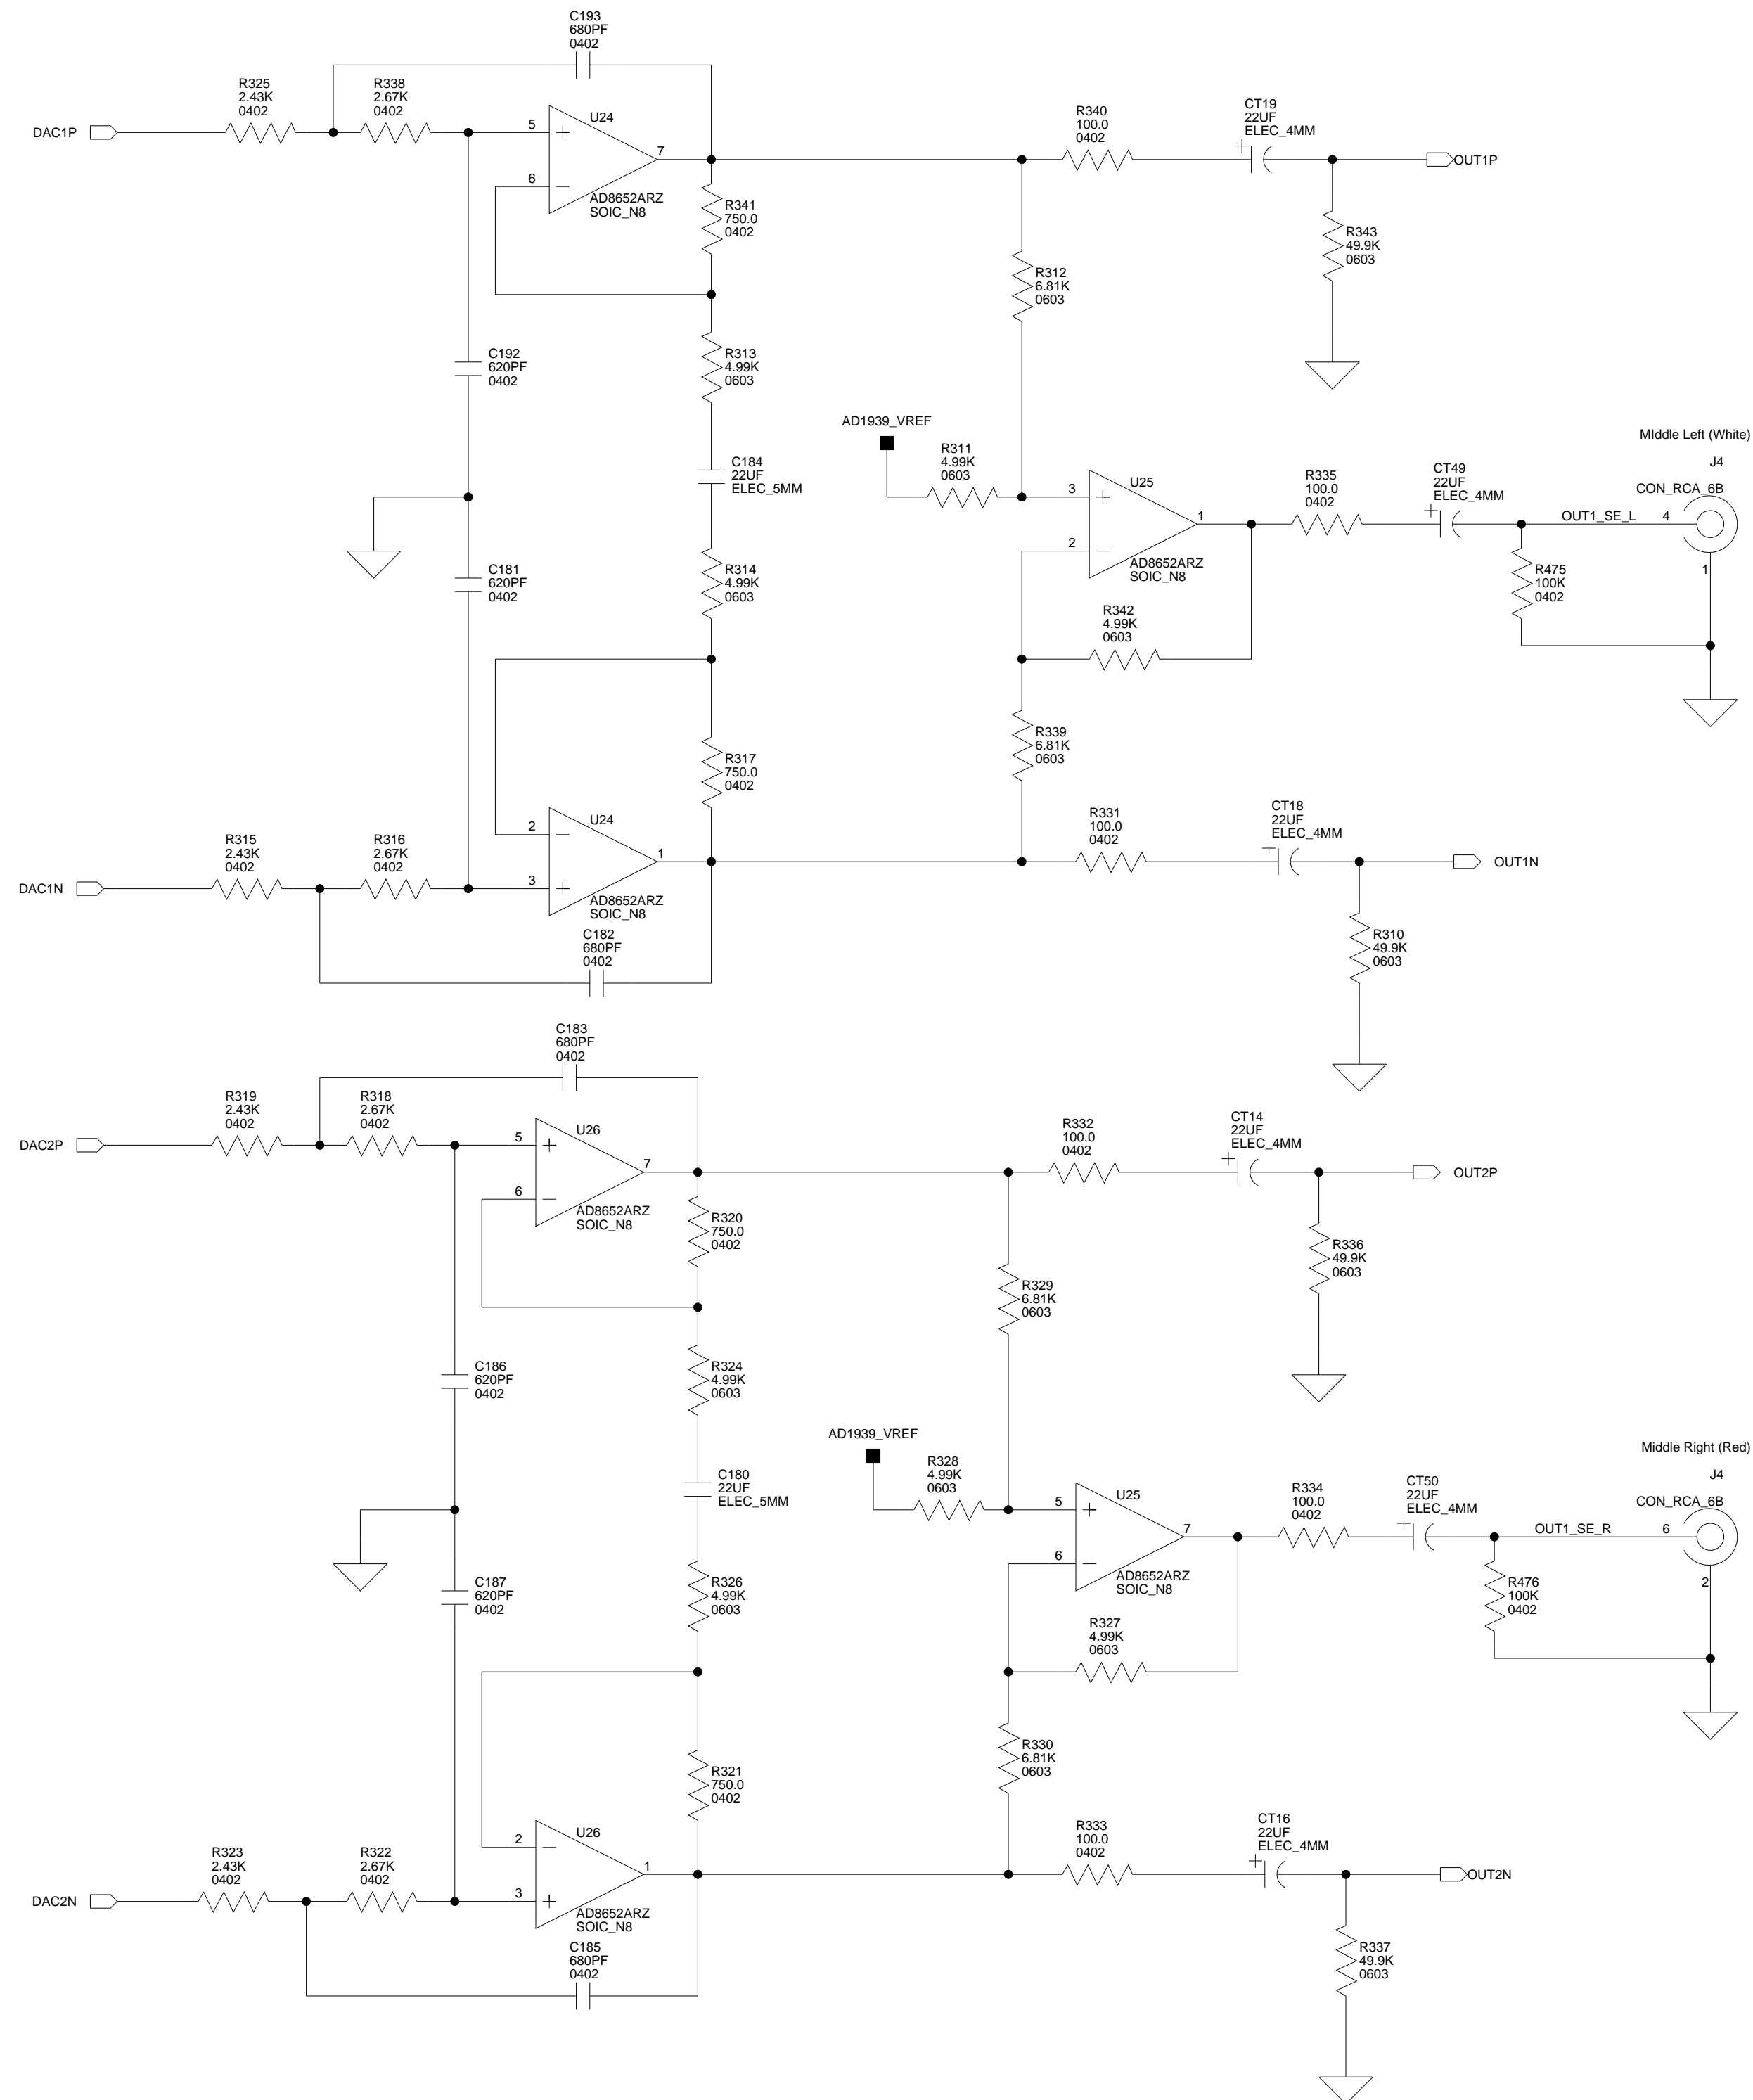 C193
680PF
0402
R325
2.43K
0402
R338
2.67K
0402
DAC1P
5
6
7
U24
AD8652ARZ
SOIC_N8
R341
750.0
0402
R340
100.0
0402
CT19
22UF
ELEC_4MM
+
OUT1P
R343
49.9K
0603
R312
6.81K
0603
C192
620PF
0402
R313
4.99K
0603
AD1939_VREF
R311
4.99K
0603
C184
22UF
ELEC_5MM
3
2
1
U25
AD8652ARZ
SOIC_N8
R335
100.0
0402
CT49
22UF
ELEC_4MM
+
MIddle Left (White)
J4
CON_RCA_6B
OUT1_SE_L
4
1
R475
100K
0402
C181
620PF
0402
R314
4.99K
0603
R342
4.99K
0603
R339
6.81K
0603
R317
750.0
0402
R315
2.43K
0402
R316
2.67K
0402
DAC1N
2
3
1
U24
AD8652ARZ
SOIC_N8
C182
680PF
0402
R331
100.0
0402
CT18
22UF
ELEC_4MM
+
OUT1N
R310
49.9K
0603
C183
680PF
0402
R319
2.43K
0402
R318
2.67K
0402
DAC2P
5
6
7
U26
AD8652ARZ
SOIC_N8
R320
750.0
0402
R332
100.0
0402
CT14
22UF
ELEC_4MM
+
OUT2P
R336
49.9K
0603
R329
6.81K
0603
C186
620PF
0402
R324
4.99K
0603
AD1939_VREF
R328
4.99K
0603
C180
22UF
ELEC_5MM
5
6
7
U25
AD8652ARZ
SOIC_N8
R334
100.0
0402
CT50
22UF
ELEC_4MM
+
Middle Right (Red)
J4
CON_RCA_6B
OUT1_SE_R
6
2
R476
100K
0402
C187
620PF
0402
R326
4.99K
0603
R327
4.99K
0603
R330
6.81K
0603
R321
750.0
0402
R323
2.43K
0402
R322
2.67K
0402
DAC2N
2
3
1
U26
AD8652ARZ
SOIC_N8
C185
680PF
0402
R333
100.0
0402
CT16
22UF
ELEC_4MM
+
OUT2N
R337
49.9K
0603